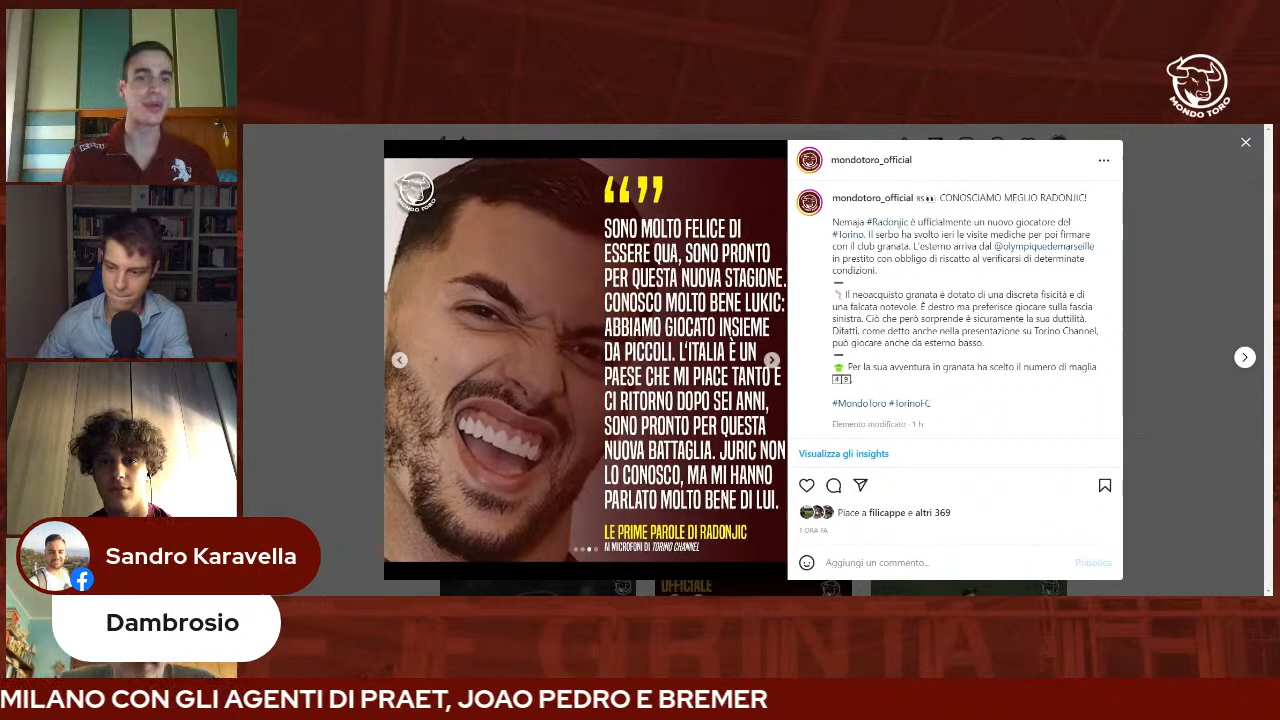 MONDO TORO
MONDO TORO
““
SONO MOLTO FELICE DI
ESSERE QUA, SONO PRONTO
PER QUESTA NUOVA STAGIONE.
CONOSCO MOLTO BENE LUKIC:
ABBIAMO GIOCATO INSIEME
DA PICCOLI. L'ITALIA È UN
PAESE CHE MI PIACE TANTO E
CI RITORNO DOPO SEI ANNI,
SONO PRONTO PER QUESTA
NUOVA BATTAGLIA. JURIC NON
LO CONOSCO, MA MI HANNO
PARLATO MOLTO BENE DI LUI.
LE PRIME PAROLE DI RADONJIC
AI MICROFONI DI TORINO CHANNEL
mondotoro_official
mondotoro_official 🇷🇸👀 CONOSCIAMO MEGLIO RADONJIC!
Nemaja #Radonjic è ufficialmente un nuovo giocatore del
#Torino. Il serbo ha svolto ieri le visite mediche per poi firmare
con il club granata. L'esterno arriva dal @olympiquedemarseille
in prestito con obbligo di riscatto al verificarsi di determinate
condizioni.
Il neoacquisto granata è dotato di una discreta fisicità e di
una falcata notevole. È destro ma preferisce giocare sulla fascia
sinistra. Ciò che però sorprende è sicuramente la sua duttilità.
Difatti, come detto anche nella presentazione su Torino Channel,
può giocare anche da esterno basso.
Per la sua avventura in granata ha scelto il numero di maglia
4 9.
#MondoToro #TorinoFC
Elemento modificato · 1 h
Visualizza gli insights
Piace a filicappe e altri 369
1 ORA FA
Aggiungi un commento...
Pubblica
UFFICIALE
Sandro Karavella
Dambrosio
GRINTA
MILANO CON GLI AGENTI DI PRAET, JOAO PEDRO E BREMER